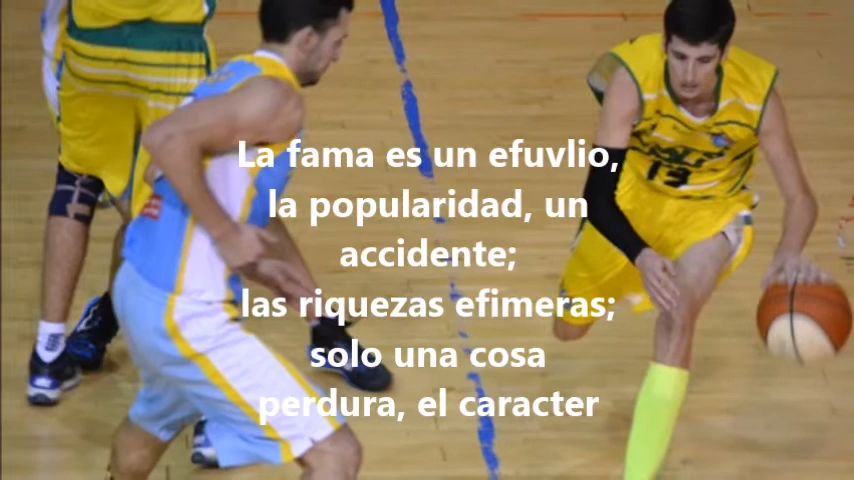 La fama es un efuvlio,
la popularidad, un
accidente;
las riquezas efimeras;
solo una cosa
perdura, el caracter
13